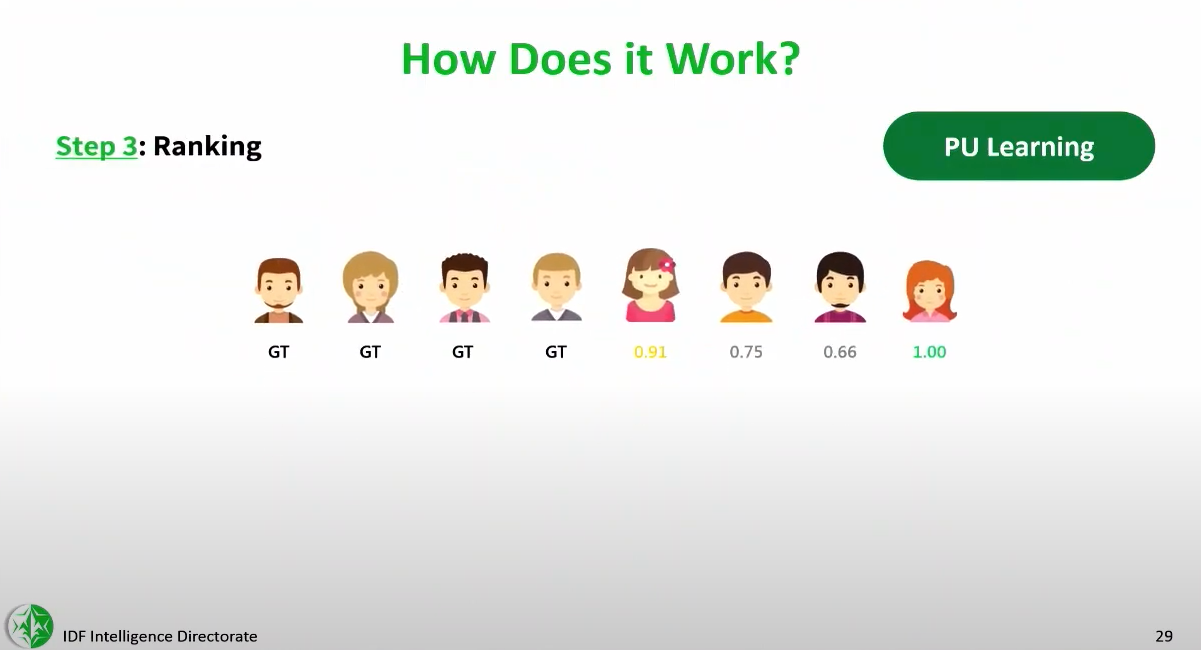 How Does it Work?
Step 3: Ranking
PU Learning
GT GT GT GT 0.91 0.75 0.66 1.00
IDF Intelligence Directorate
29